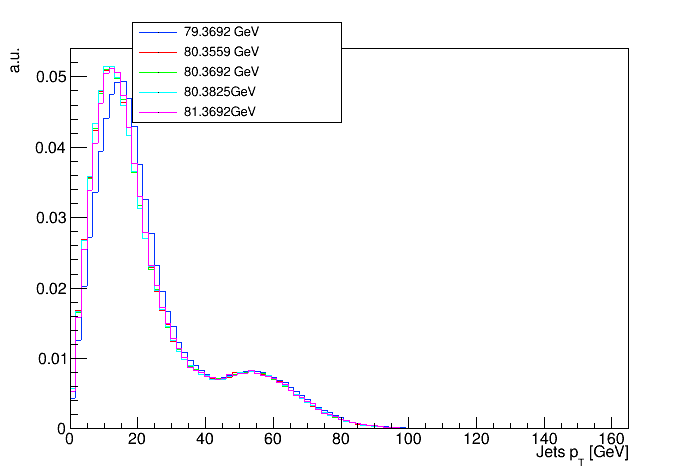 79.3692 GeV
80.3559 GeV
80.3692 GeV
80.3825GeV
81.3692GeV
a.u.
0.05
0.04
0.03
0.02
0.01
0
0 20 40 60 80 100 120 140 160
Jets p_T [GeV]